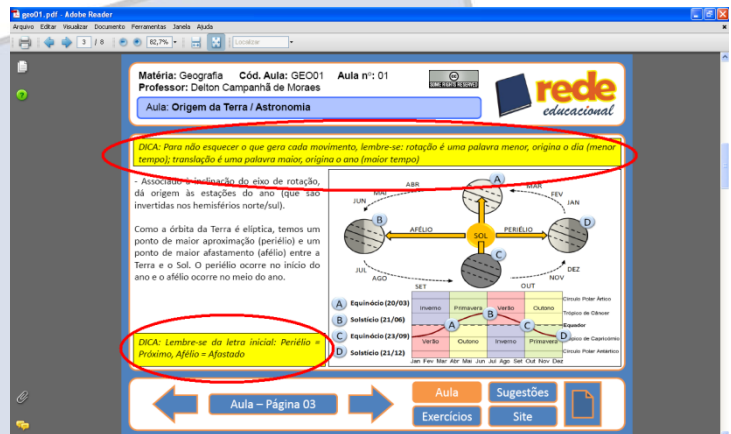 geo01.pdf - Adobe Reader
Arquivo Editar Visualizar Documento Ferramentas Janela Ajuda
3 / 8 82,7% Localizar
Matéria: Geografia Cód. Aula: GEO01 Aula nº: 01
Professor: Delton Campanhã de Moraes
SOME RIGHTS RESERVED
rede
educacional
Aula: Origem da Terra / Astronomia
DICA: Para não esquecer o que gera cada movimento, lembre-se: rotação é uma palavra menor, origina o dia (menor
tempo); translação é uma palavra maior, origina o ano (maior tempo)
- Associado à inclinação do eixo de rotação,
dá origem às estações do ano (que são
invertidas nos hemisférios norte/sul).
Como a órbita da Terra é elíptica, temos um
ponto de maior aproximação (periélio) e um
ponto de maior afastamento (afélio) entre a
Terra e o Sol. O periélio ocorre no início do
ano e o afélio ocorre no meio do ano.
DICA: Lembre-se da letra inicial: Periélio =
Próximo, Afélio = Afastado
A
ABR MAR
MAI FEV
JUN JAN
B D
AFÉLIO SOL PERIÉLIO
C
JUL DEZ
AGO NOV
SET OUT
A Equinócio (20/03)
B Solstício (21/06)
C Equinócio (23/09)
D Solstício (21/12)
Inverno Primavera Verão Outono
Verão Outono Inverno Primavera
A B C D
Círculo Polar Ártico
Trópico de Câncer
Equador
Trópico de Capricórnio
Círculo Polar Antártico
Jan Fev Mar Abr Mai Jun Jul Ago Set Out Nov Dez
Aula – Página 03
Aula Sugestões
Exercícios Site